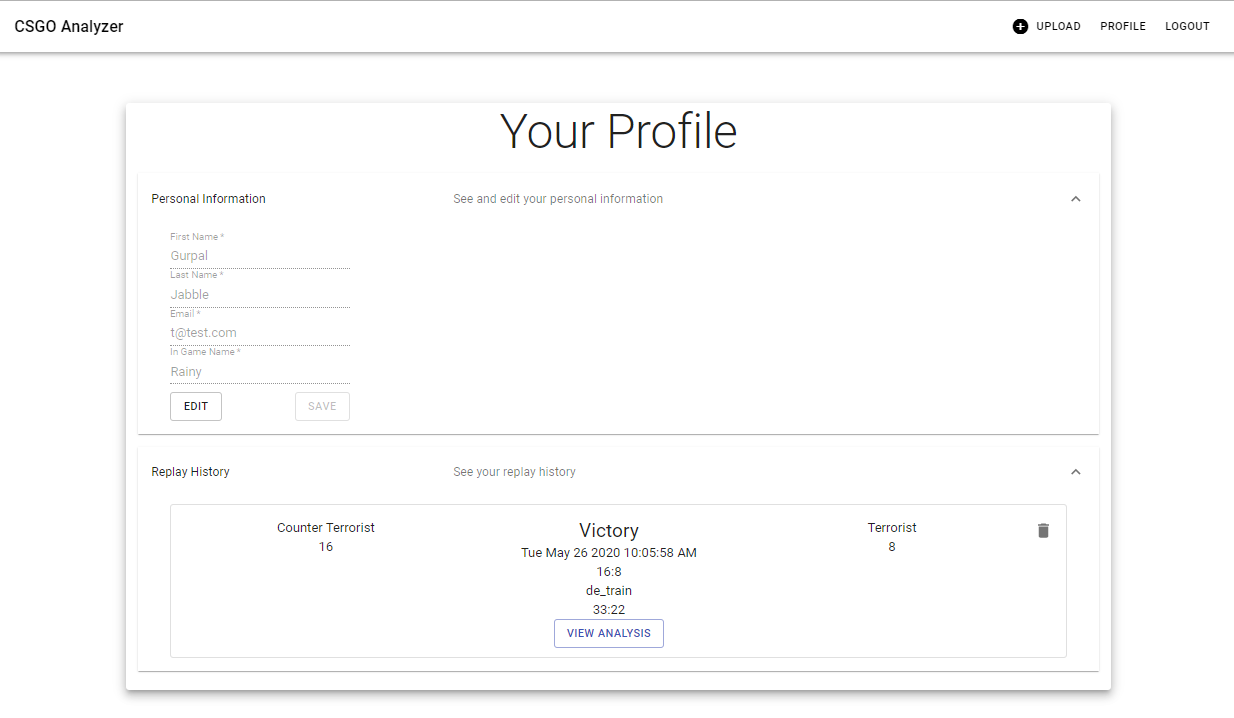 CSGO Analyzer
UPLOAD PROFILE LOGOUT
Your Profile
Personal Information See and edit your personal information
First Name *
Gurpal
Last Name *
Jabble
Email *
t@test.com
In Game Name *
Rainy
EDIT SAVE
Replay History See your replay history
Counter Terrorist
16
Victory
Tue May 26 2020 10:05:58 AM
16:8
de_train
33:22
VIEW ANALYSIS
Terrorist
8